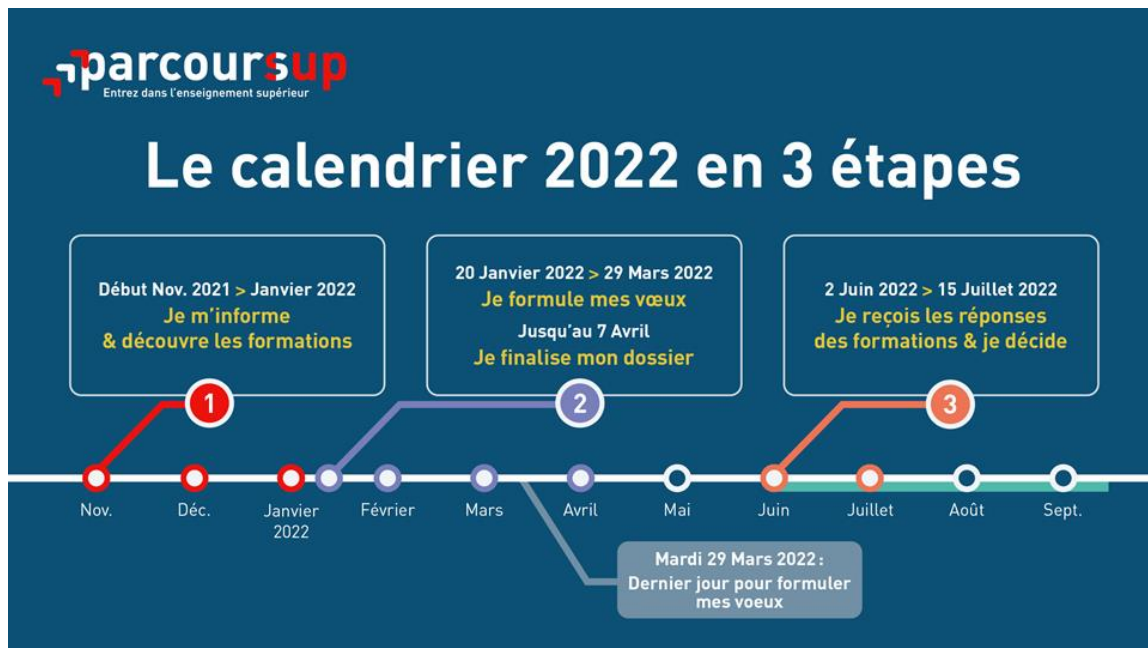 parcoursup
Entrez dans l'enseignement supérieur
Le calendrier 2022 en 3 étapes
Début Nov. 2021 > Janvier 2022
Je m'informe
& découvre les formations
1
20 Janvier 2022 > 29 Mars 2022
Je formule mes vœux
Jusqu'au 7 Avril
Je finalise mon dossier
2
2 Juin 2022 > 15 Juillet 2022
Je reçois les réponses
des formations & je décide
3
Nov.
Déc.
Janvier
2022
Février
Mars
Avril
Mai
Juin
Juillet
Août
Sept.
Mardi 29 Mars 2022 :
Dernier jour pour formuler
mes voeux